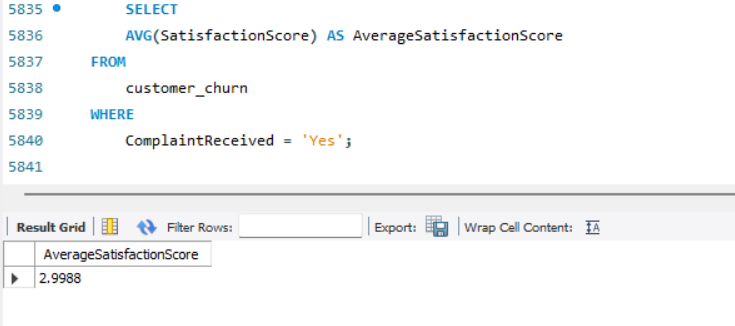 5835 SELECT
5836 AVG(SatisfactionScore) AS AverageSatisfactionScore
5837 FROM
5838 customer_churn
5839 WHERE
5840 ComplaintReceived = 'Yes';
5841
Result Grid Filter Rows: Export: Wrap Cell Content:
AverageSatisfactionScore
2.9988